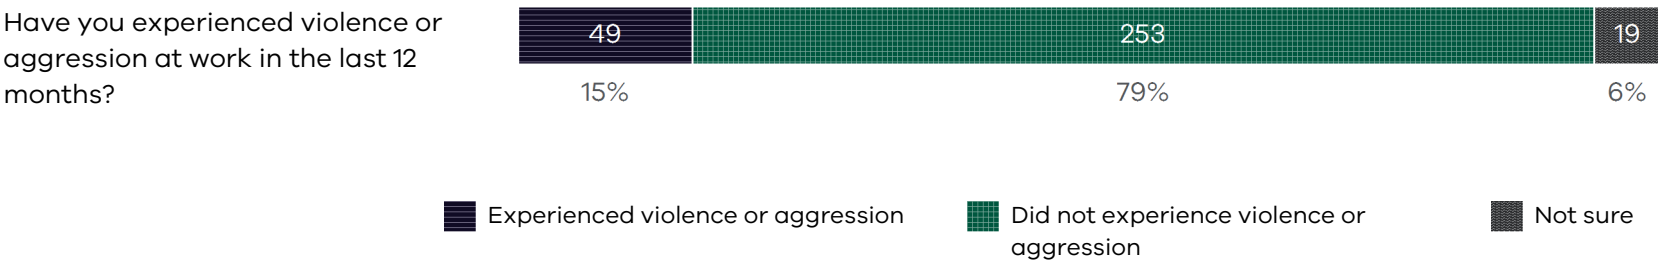 Have you experienced violence or
aggression at work in the last 12
months?
49
253
19
15%
79%
6%
Experienced violence or aggression
Did not experience violence or
aggression
Not sure